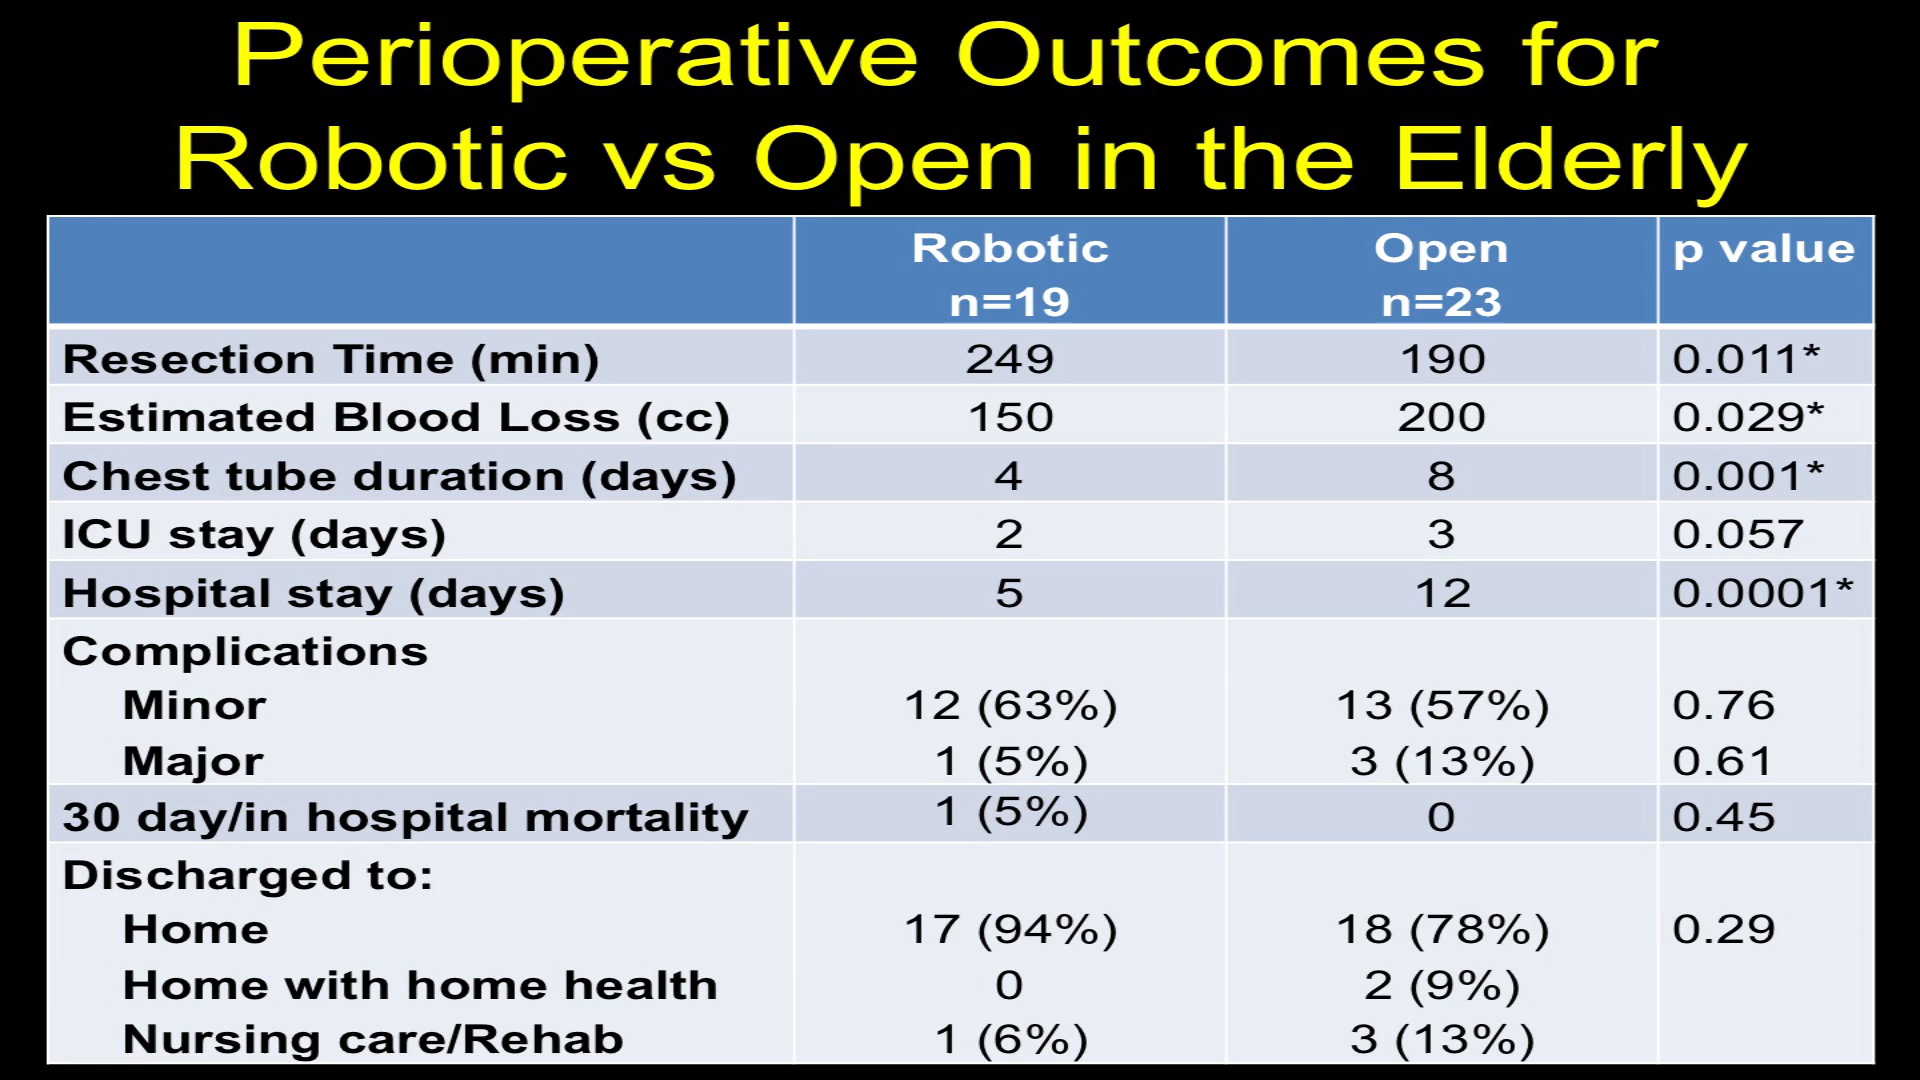 Perioperative Outcomes for
Robotic vs Open in the Elderly
Robotic n=19 Open n=23 p value
Resection Time (min) 249 190 0.011*
Estimated Blood Loss (cc) 150 200 0.029*
Chest tube duration (days) 4 8 0.001*
ICU stay (days) 2 3 0.057
Hospital stay (days) 5 12 0.0001*
Complications
Minor 12 (63%) 13 (57%) 0.76
Major 1 (5%) 3 (13%) 0.61
30 day/in hospital mortality 1 (5%) 0 0.45
Discharged to:
Home 17 (94%) 18 (78%) 0.29
Home with home health 0 2 (9%)
Nursing care/Rehab 1 (6%) 3 (13%)